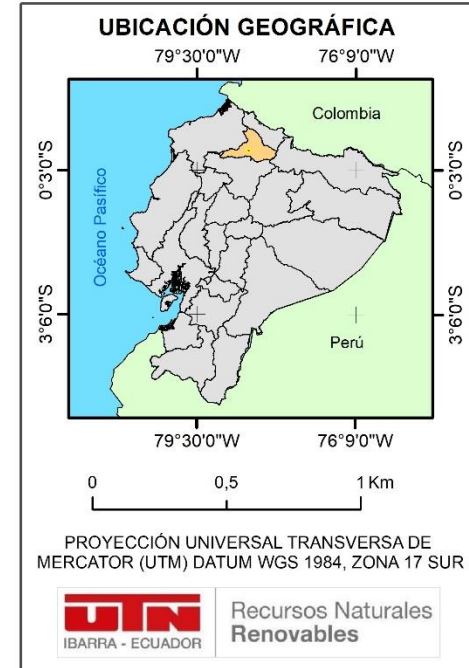 UBICACIÓN GEOGRÁFICA
79°30'0"W 76°9'0"W
Colombia
0°3'0"S 0°3'0"S
Océano Pasífico
3°6'0"S 3°6'0"S
Perú
79°30'0"W 76°9'0"W
0 0,5 1 Km
PROYECCIÓN UNIVERSAL TRANSVERSA DE
MERCATOR (UTM) DATUM WGS 1984, ZONA 17 SUR
UTN
IBARRA - ECUADOR
Recursos Naturales
Renovables